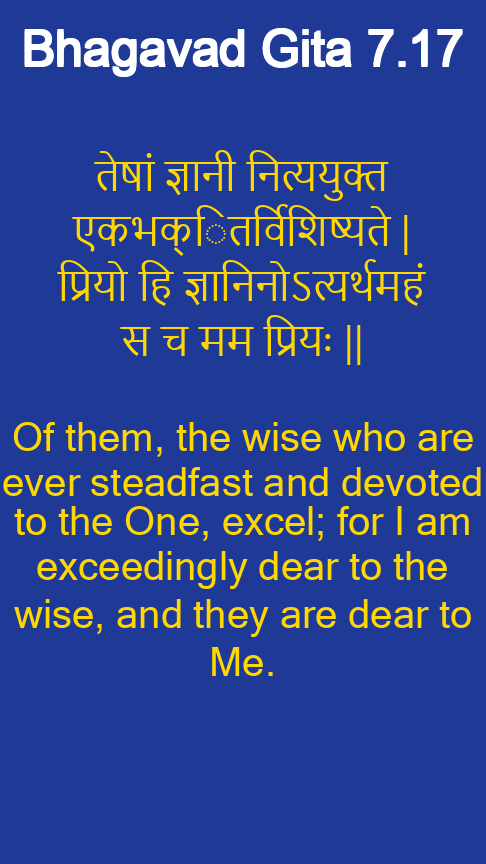 Bhagavad Gita 7.17
तेषां ज्ञानी नित्ययुक्त
एकभक्ितर्विशिष्यते |
प्रियो हि ज्ञानिनोऽत्यर्थमहं
स च मम प्रियः ||
Of them, the wise who are
ever steadfast and devoted
to the One, excel; for I am
exceedingly dear to the
wise, and they are dear to
Me.